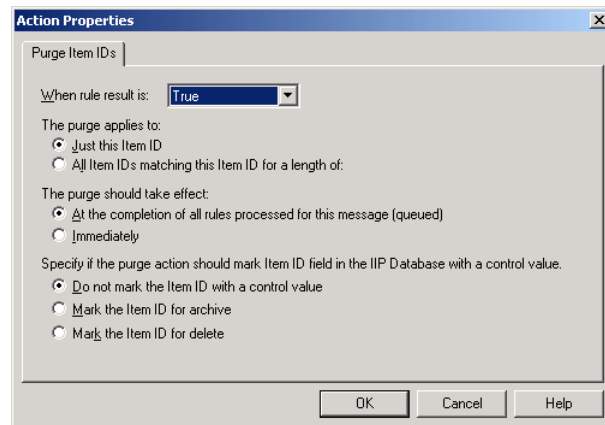 Action Properties
Purge Item IDs
When rule result is: True
The purge applies to:
Just this Item ID
All Item IDs matching this Item ID for a length of:
The purge should take effect:
At the completion of all rules processed for this message (queued)
Immediately
Specify if the purge action should mark Item ID field in the IIP Database with a control value.
Do not mark the Item ID with a control value
Mark the Item ID for archive
Mark the Item ID for delete
OK Cancel Help